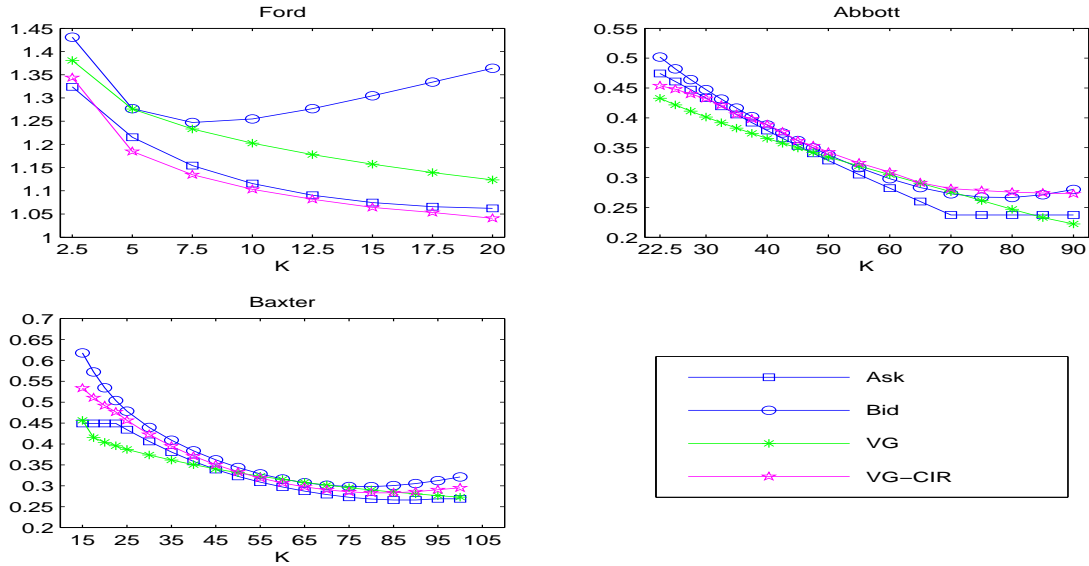 Ford
1.45
1.4
1.35
1.3
1.25
1.2
1.15
1.1
1.05
1
2.5 5 7.5 10 12.5 15 17.5 20
K
Abbott
0.55
0.5
0.45
0.4
0.35
0.3
0.25
0.2
22.5 30 40 50 60 70 80 90
K
Baxter
0.7
0.65
0.6
0.55
0.5
0.45
0.4
0.35
0.3
0.25
0.2
15 25 35 45 55 65 75 85 95 105
K
Ask
Bid
VG
VG-CIR